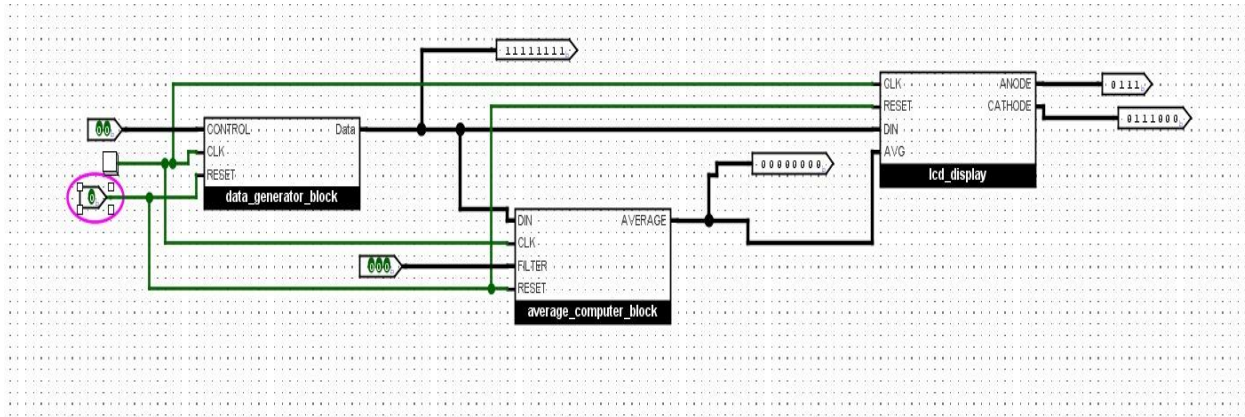 11111111
CLK ANODE 0111
RESET CATHODE 0111000
00 CONTROL Data DIN
CLK 00000000 AVG
RESET lcd_display
0 data_generator_block
DIN AVERAGE
CLK
000 FILTER
RESET
average_computer_block